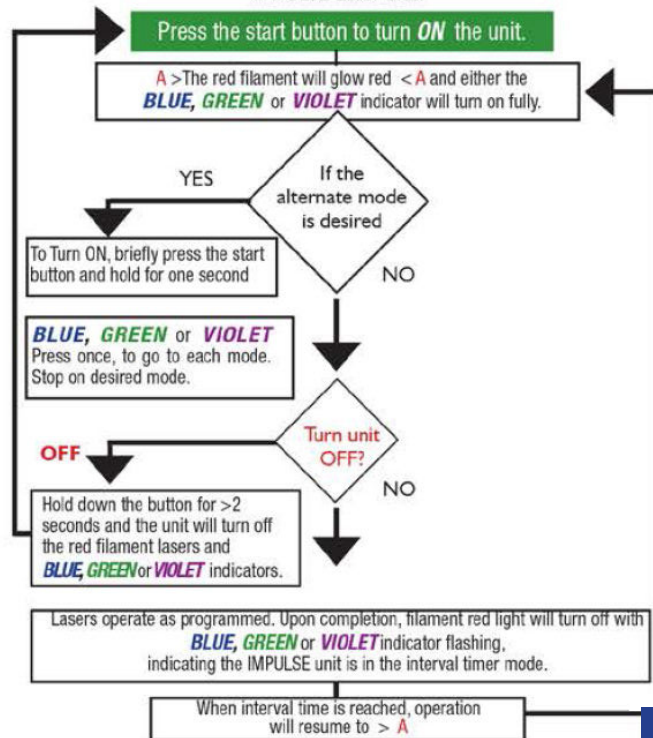 Press the start button to turn ON the unit.
A >The red filament will glow red < A and either the
BLUE, GREEN or VIOLET indicator will turn on fully.
If the
alternate mode
is desired
YES
To Turn ON, briefly press the start
button and hold for one second
NO
BLUE, GREEN or VIOLET
Press once, to go to each mode.
Stop on desired mode.
Turn unit
OFF?
OFF
NO
Hold down the button for >2
seconds and the unit will turn off
the red filament lasers and
BLUE, GREEN or VIOLET indicators.
Lasers operate as programmed. Upon completion, filament red light will turn off with
BLUE, GREEN or VIOLET indicator flashing,
indicating the IMPULSE unit is in the interval timer mode.
When interval time is reached, operation
will resume to > A